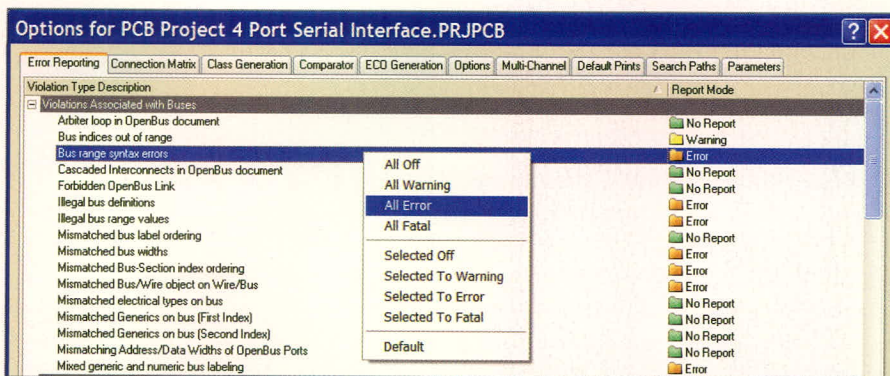 Options for PCB Project 4 Port Serial Interface.PRJPCB
Error Reporting Connection Matrix Class Generation Comparator ECO Generation Options Multi-Channel Default Prints Search Paths Parameters
Violation Type Description Report Mode
Violations Associated with Buses
Arbiter loop in OpenBus document No Report
Bus indices out of range Warning
Bus range syntax errors Error
Cascaded Interconnects in OpenBus document No Report
Forbidden OpenBus Link No Report
Illegal bus definitions Error
Illegal bus range values Error
Mismatched bus label ordering No Report
Mismatched bus widths Error
Mismatched Bus-Section index ordering Error
Mismatched Bus/Wire object on Wire/Bus Error
Mismatched electrical types on bus No Report
Mismatched Generics on bus (First Index) No Report
Mismatched Generics on bus (Second Index) No Report
Mismatching Address/Data Widths of OpenBus Ports No Report
Mixed generic and numeric bus labeling Error
All Off
All Warning
All Error
All Fatal
Selected Off
Selected To Warning
Selected To Error
Selected To Fatal
Default